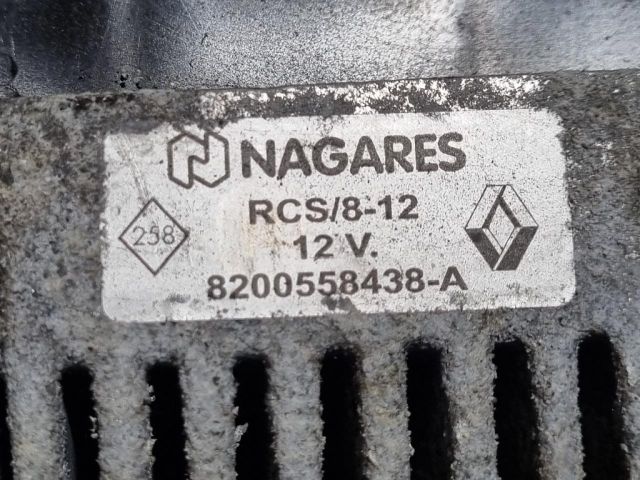 NAGARES
RCS/8-12
258
12 V.
8200558438-A